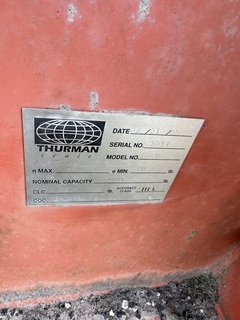 THURMAN
scale
DATE / /
SERIAL NO.
MODEL NO.
n MAX. e MIN. lb.
NOMINAL CAPACITY lb.
CLC lb. ACCURACY CLASS III L
COC